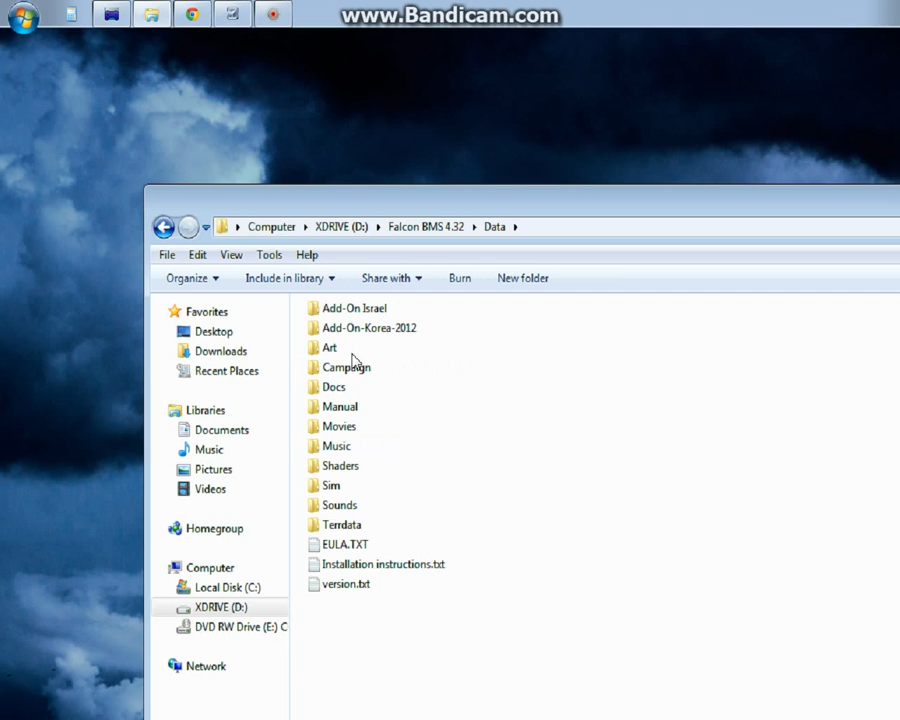 www.Bandicam.com
Computer XDRIVE (D:) Falcon BMS 4.32 Data
File Edit View Tools Help
Organize Include in library Share with Burn New folder
Favorites
Desktop
Downloads
Recent Places
Libraries
Documents
Music
Pictures
Videos
Homegroup
Computer
Local Disk (C:)
XDRIVE (D:)
DVD RW Drive (E:) C
Network
Add-On Israel
Add-On-Korea-2012
Art
Campaign
Docs
Manual
Movies
Music
Shaders
Sim
Sounds
Terrdata
EULA.TXT
Installation instructions.txt
version.txt